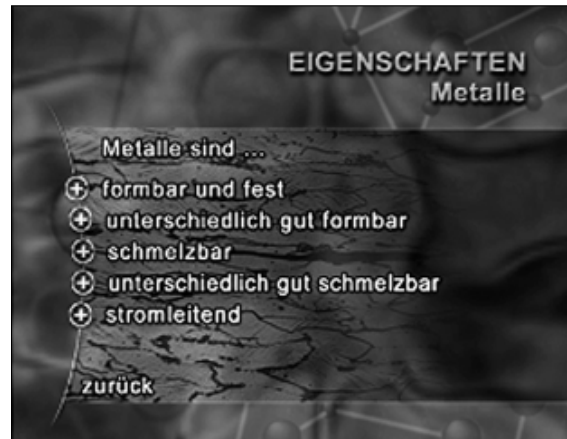 EIGENSCHAFTEN
Metalle
Metalle sind ...
formbar und fest
unterschiedlich gut formbar
schmelzbar
unterschiedlich gut schmelzbar
stromleitend
zurück